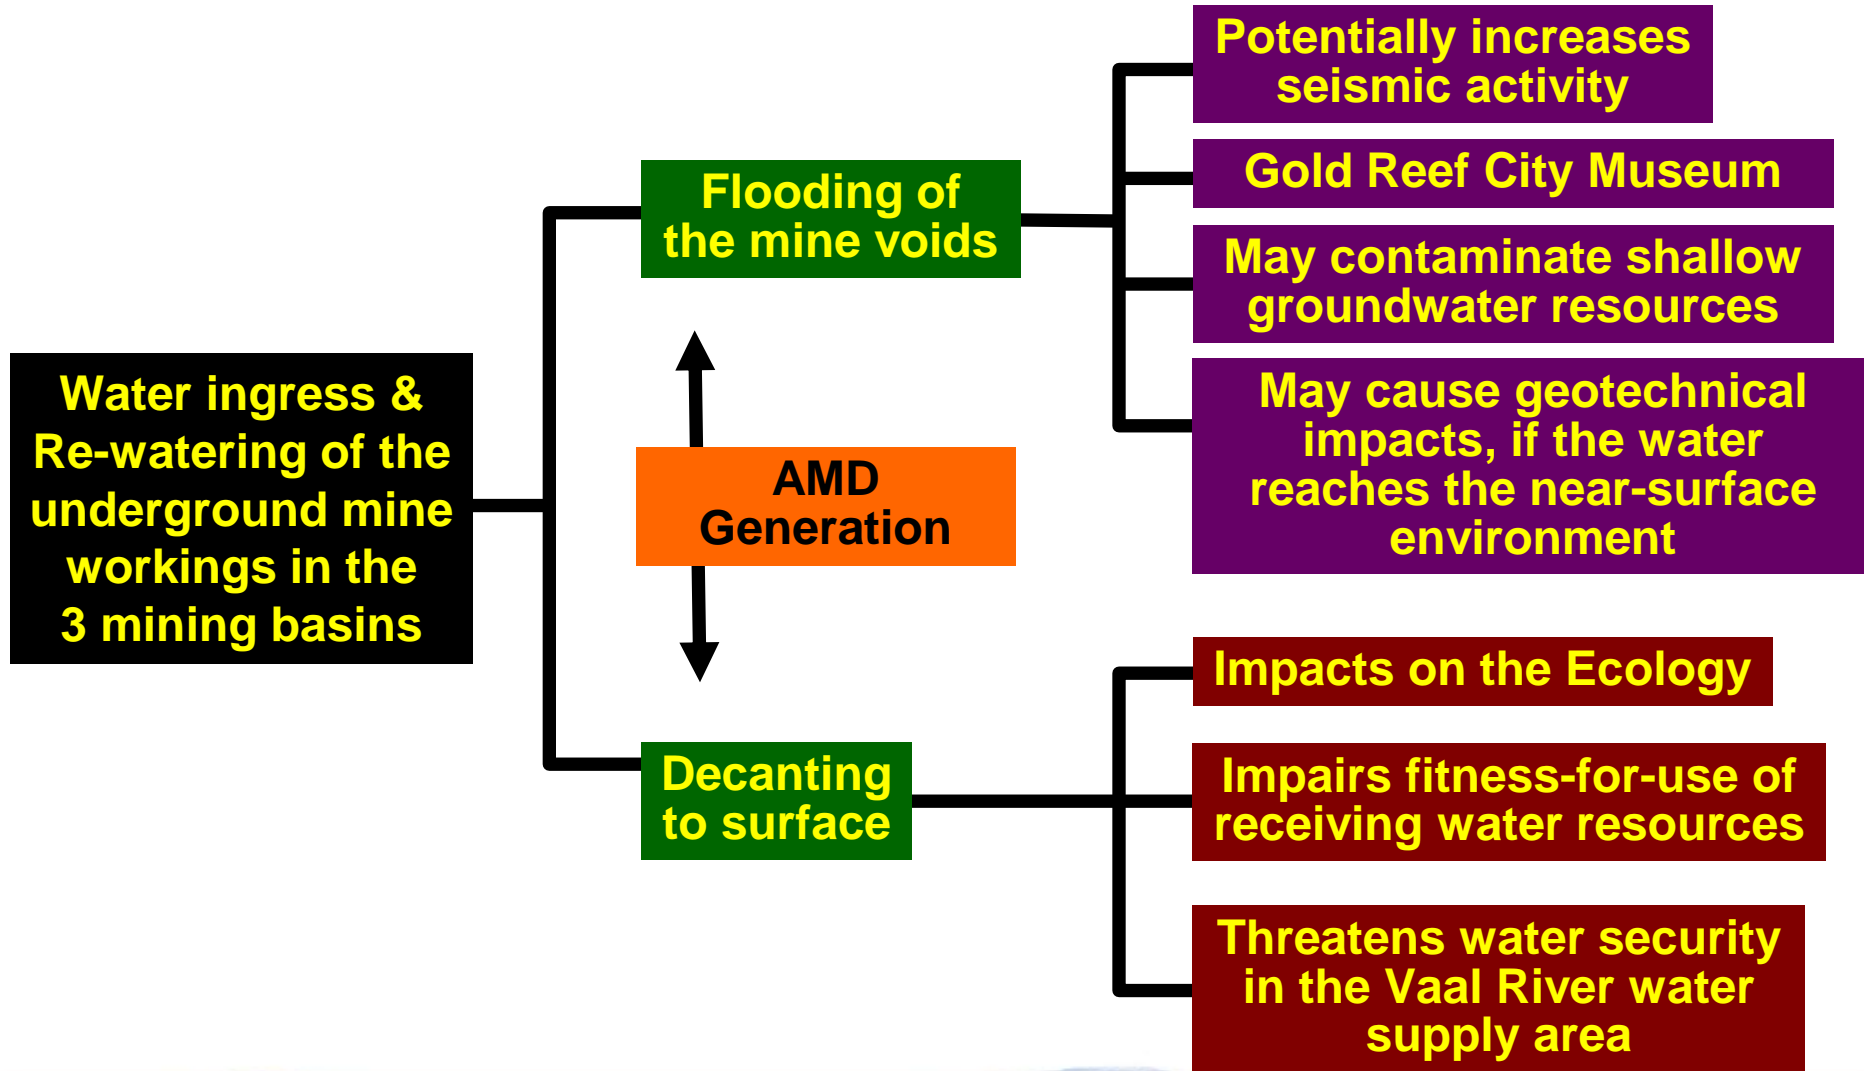 Water ingress &
Re-watering of the
underground mine
workings in the
3 mining basins
Flooding of
the mine voids
AMD
Generation
Decanting
to surface
Potentially increases
seismic activity
Gold Reef City Museum
May contaminate shallow
groundwater resources
May cause geotechnical
impacts, if the water
reaches the near-surface
environment
Impacts on the Ecology
Impairs fitness-for-use of
receiving water resources
Threatens water security
in the Vaal River water
supply area